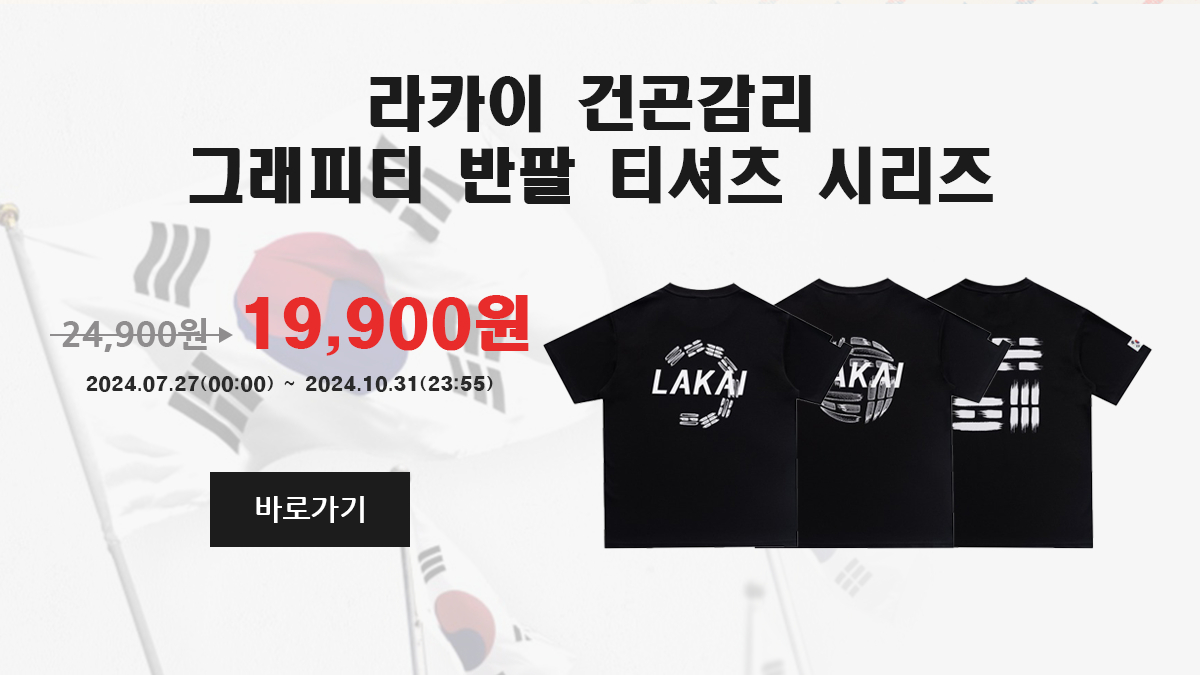 라카이 건곤감리
그래피티 반팔 티셔츠 시리즈
24,900원
19,900원
2024.07.27(00:00) ~ 2024.10.31(23:55)
바로가기
LAKAI
AKAI